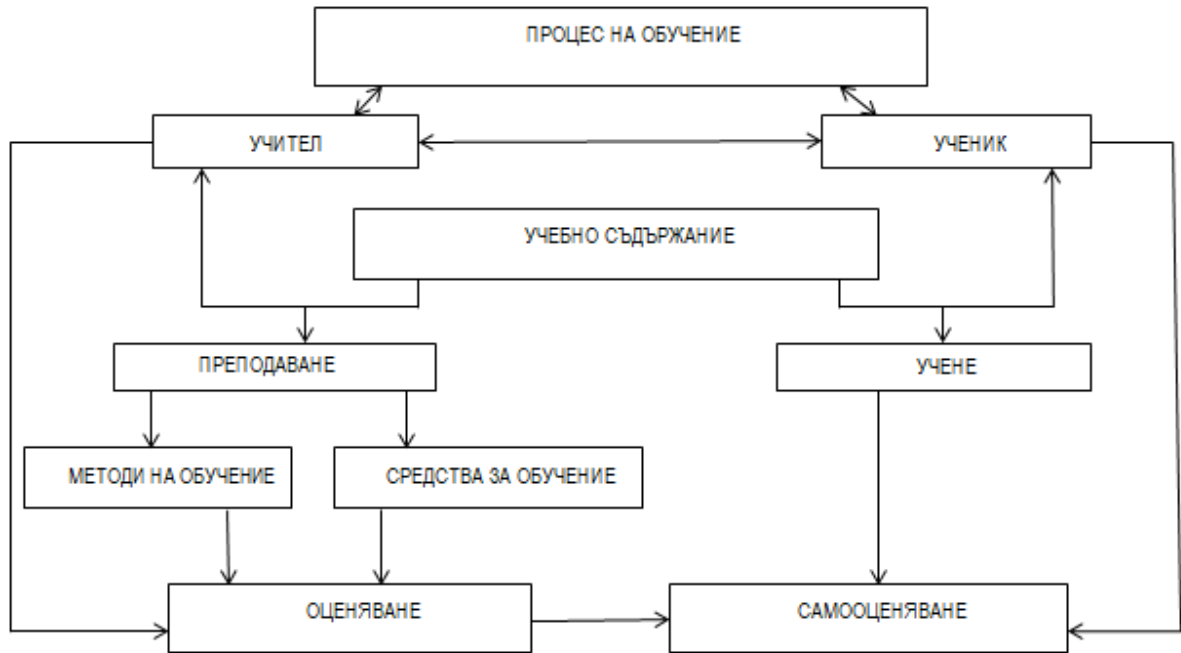 ПРОЦЕС НА ОБУЧЕНИЕ
УЧИТЕЛ
УЧЕНИК
УЧЕБНО СЪДЪРЖАНИЕ
ПРЕПОДАВАНЕ
УЧЕНЕ
МЕТОДИ НА ОБУЧЕНИЕ
СРЕДСТВА ЗА ОБУЧЕНИЕ
ОЦЕНЯВАНЕ
САМООЦЕНЯВАНЕ